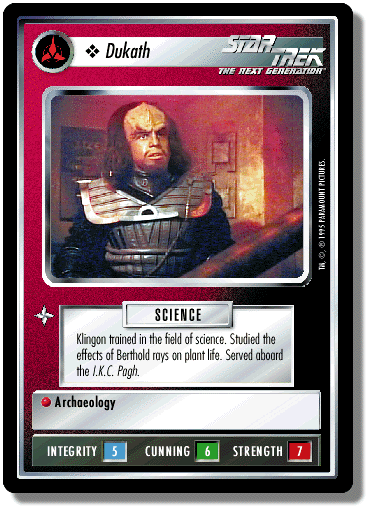 ❖ Dukath
STAR TREK
THE NEXT GENERATION®
TM, ©, ® 1995 PARAMOUNT PICTURES.
SCIENCE
Klingon trained in the field of science. Studied the
effects of Berthold rays on plant life. Served aboard
the I.K.C. Pagh.
Archaeology
INTEGRITY 5 CUNNING 6 STRENGTH 7